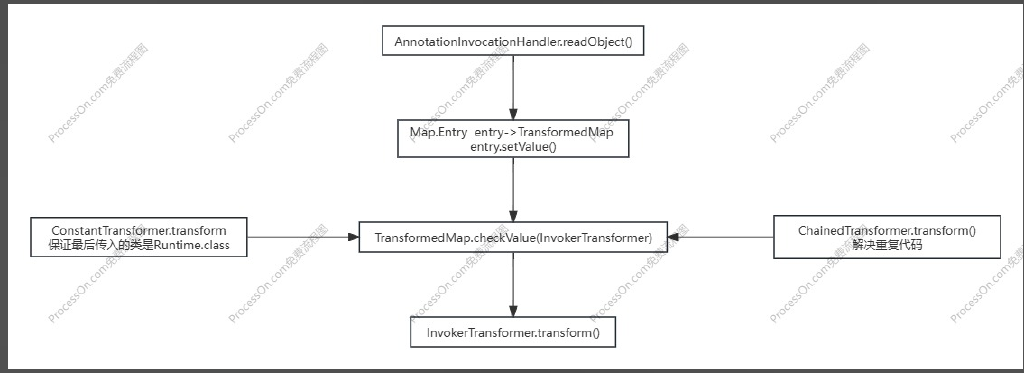 AnnotationInvocationHandler.readObject()
Map.Entry entry->TransformedMap
entry.setValue()
ConstantTransformer.transform
保证最后传入的类是Runtime.class
TransformedMap.checkValue(InvokerTransformer)
ChainedTransformer.transform()
解决重复代码
InvokerTransformer.transform()
ProcessOn.com免费流程图
ProcessOn.com免费流程图
ProcessOn.com免费流程图
ProcessOn.com免费流程图
ProcessOn.com免费流程图
ProcessOn.com免费流程图
ProcessOn.com免费流程图
ProcessOn.com免费流程图
ProcessOn.com免费流程图
ProcessOn.com免费流程图
ProcessOn.com免费流程图
ProcessOn.com免费流程图